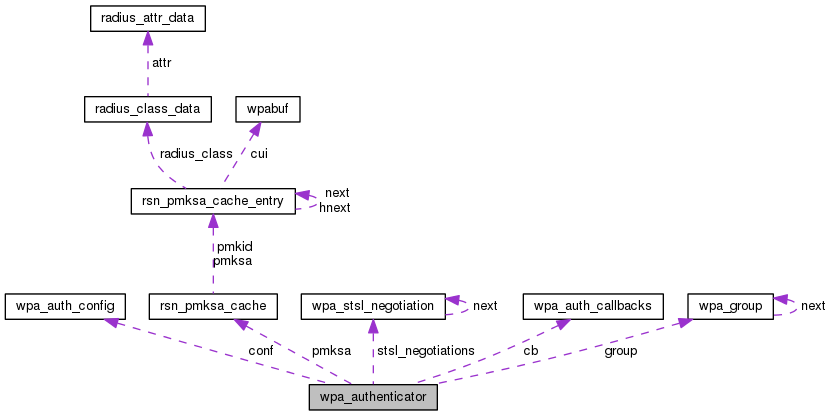 radius_attr_data
attr
radius_class_data
wpabuf
radius_class
cui
rsn_pmksa_cache_entry
next
hnext
pmkid
pmksa
wpa_auth_config
rsn_pmksa_cache
wpa_stsl_negotiation
next
wpa_auth_callbacks
wpa_group
next
conf
pmksa
stsl_negotiations
cb
group
wpa_authenticator